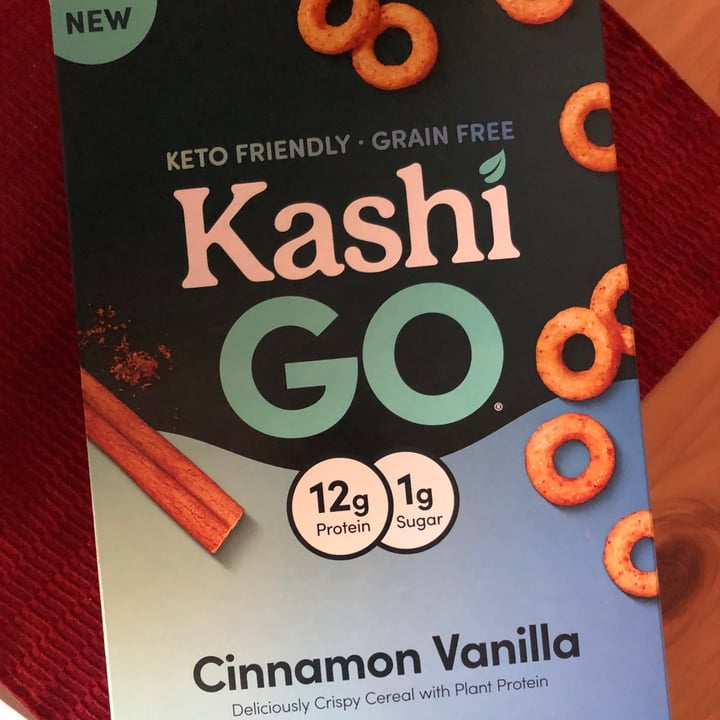 NEW
KETO FRIENDLY · GRAIN FREE
Kashi
GO®
12g
Protein
1g
Sugar
Cinnamon Vanilla
Deliciously Crispy Cereal with Plant Protein